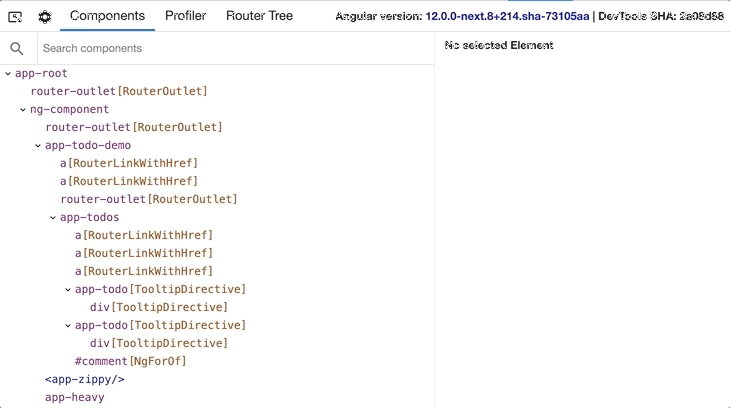 Components Profiler Router Tree Angular version: 12.0.0-next.8+214.sha-73105aa | DevTools SHA:
Search components
No selected Element
app-root
router-outlet[RouterOutlet]
ng-component
router-outlet[RouterOutlet]
app-todo-demo
a[RouterLinkWithHref]
a[RouterLinkWithHref]
router-outlet[RouterOutlet]
app-todos
a[RouterLinkWithHref]
a[RouterLinkWithHref]
a[RouterLinkWithHref]
app-todo[TooltipDirective]
div[TooltipDirective]
app-todo[TooltipDirective]
div[TooltipDirective]
#comment[NgForOf]
<app-zippy/>
app-heavy